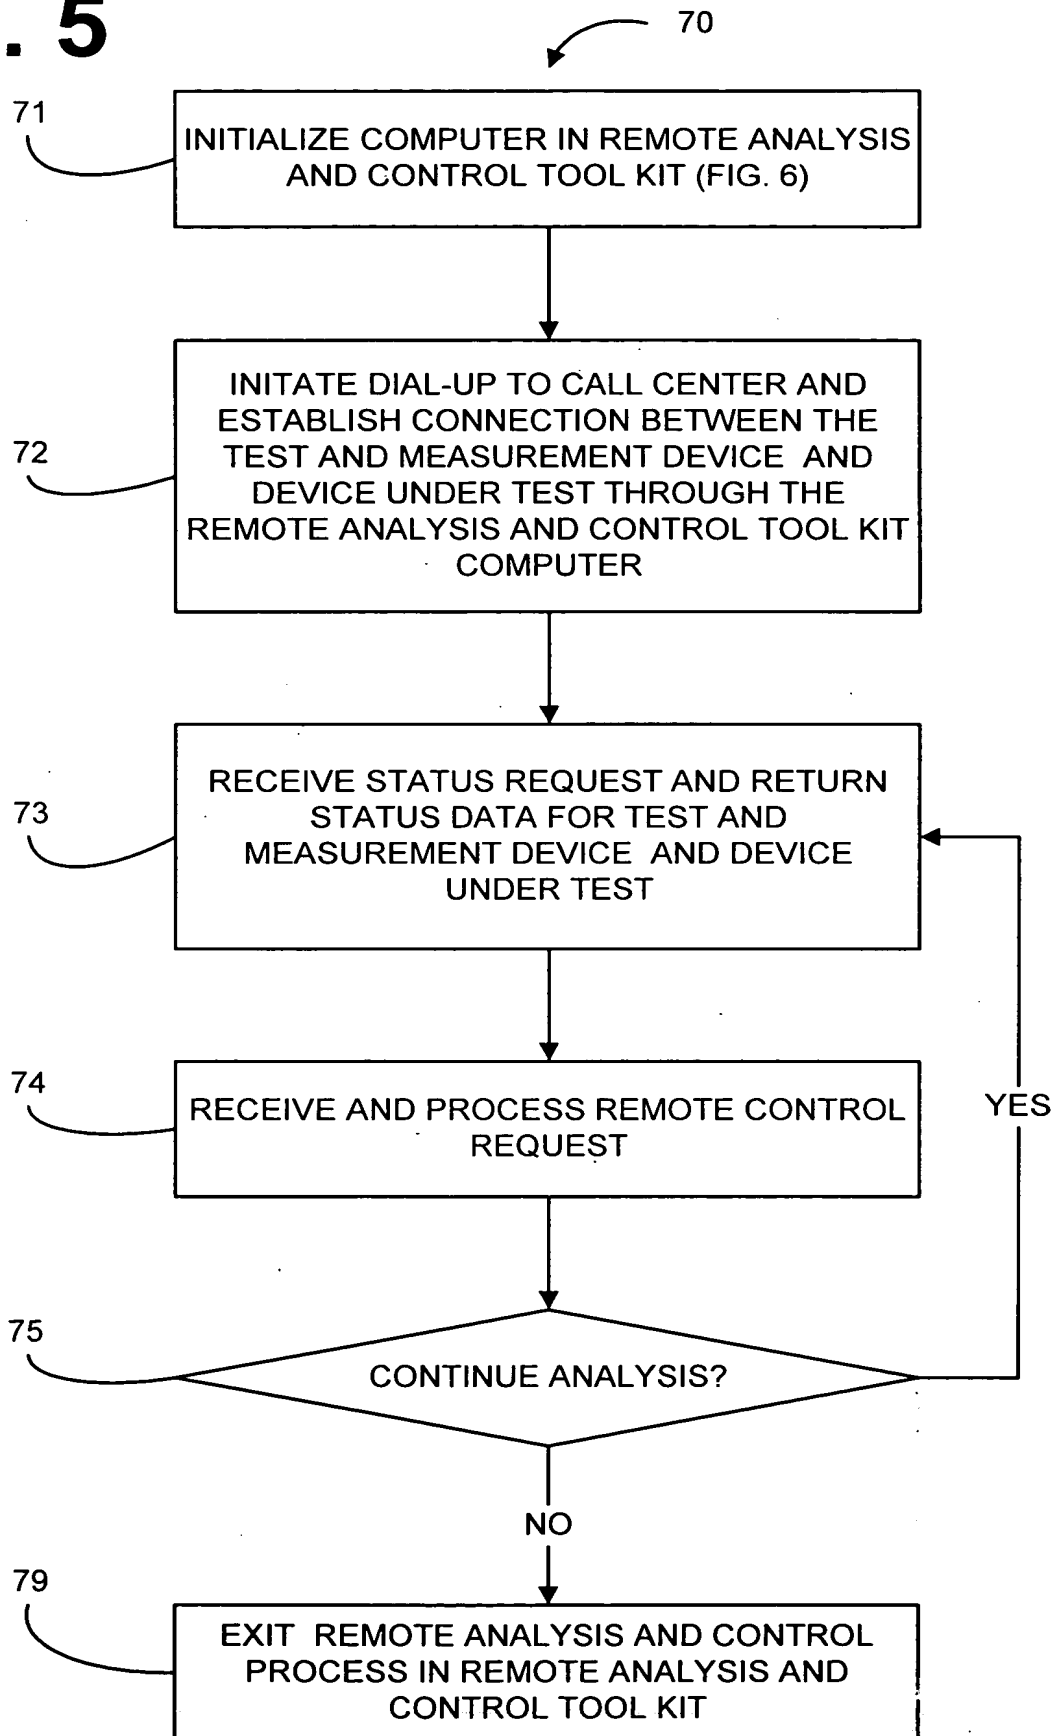 . 5
70
71
INITIALIZE COMPUTER IN REMOTE ANALYSIS
AND CONTROL TOOL KIT (FIG. 6)
72
INITATE DIAL-UP TO CALL CENTER AND
ESTABLISH CONNECTION BETWEEN THE
TEST AND MEASUREMENT DEVICE AND
DEVICE UNDER TEST THROUGH THE
REMOTE ANALYSIS AND CONTROL TOOL KIT
COMPUTER
73
RECEIVE STATUS REQUEST AND RETURN
STATUS DATA FOR TEST AND
MEASUREMENT DEVICE AND DEVICE
UNDER TEST
74
RECEIVE AND PROCESS REMOTE CONTROL
REQUEST
YES
75
CONTINUE ANALYSIS?
NO
79
EXIT REMOTE ANALYSIS AND CONTROL
PROCESS IN REMOTE ANALYSIS AND
CONTROL TOOL KIT